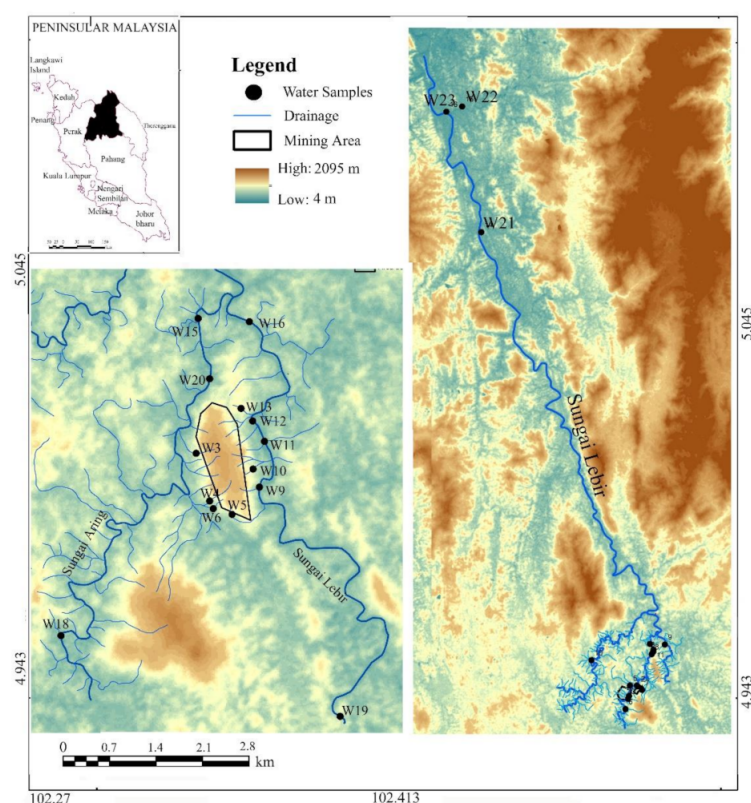 PENINSULAR MALAYSIA
Langkawi
Island
Kedah
Penang
Perak
Pahang
Kuala Lumpur
Sembilan
Melaka
Johor
bharu
Legend
Water Samples
Drainage
Mining Area
High: 2095 m
Low: 4 m
W23
W22
W21
Sungai Lebir
5.045
4.943
W15
W16
W20
W13
W12
W3
W11
W10
W4
W9
W6
W5
Sungai Aring
Sungai Lebir
W18
W19
0 0.7 1.4 2.1 2.8
km
5.045
4.943
102.27
102.413